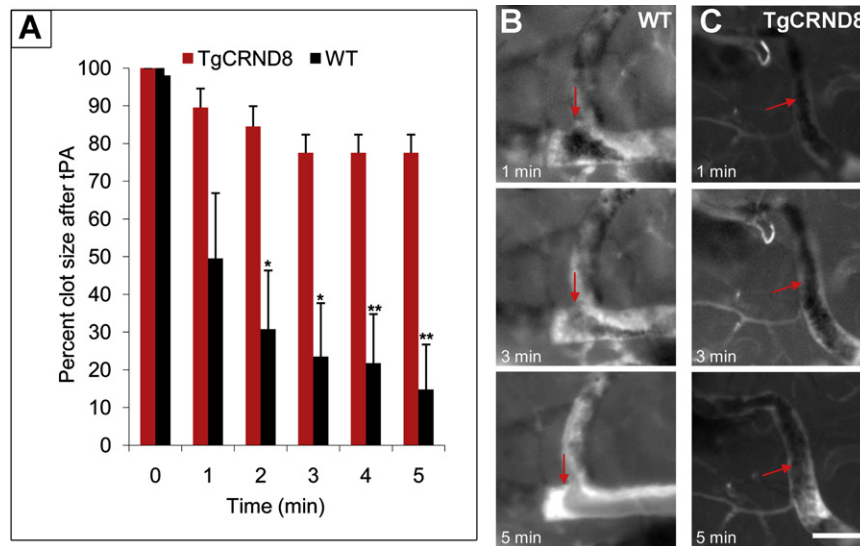 A
TgCRND8 WT
Percent clot size after tPA
100
90
80
70
60
50
40
30
20
10
0
* * ** **
0 1 2 3 4 5
Time (min)
B WT
1 min
3 min
5 min
C TgCRND8
1 min
3 min
5 min